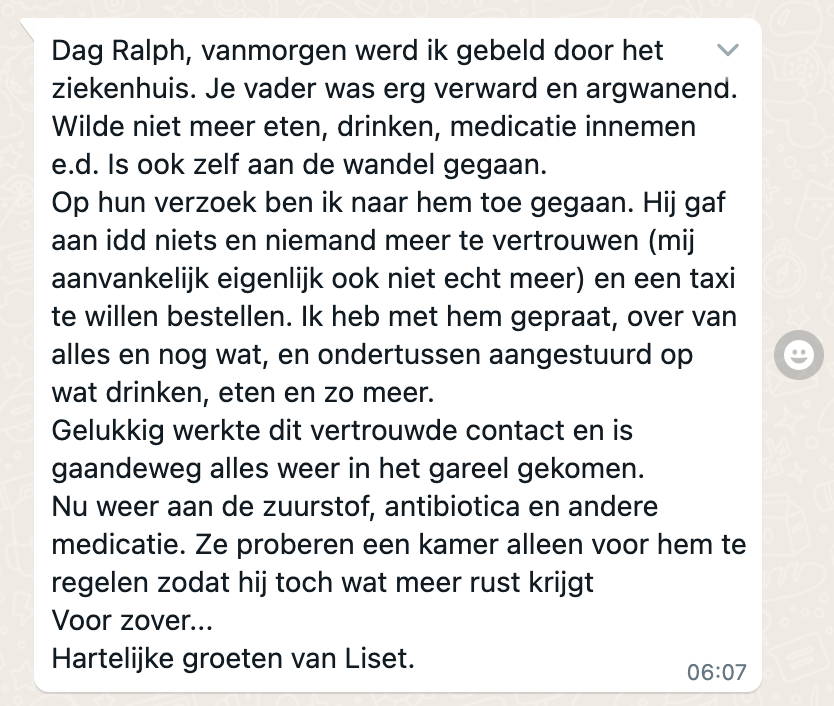 Dag Ralph, vanmorgen werd ik gebeld door het
ziekenhuis. Je vader was erg verward en argwanend.
Wilde niet meer eten, drinken, medicatie innemen
e.d. Is ook zelf aan de wandel gegaan.
Op hun verzoek ben ik naar hem toe gegaan. Hij gaf
aan idd niets en niemand meer te vertrouwen (mij
aanvankelijk eigenlijk ook niet echt meer) en een taxi
te willen bestellen. Ik heb met hem gepraat, over van
alles en nog wat, en ondertussen aangestuurd op
wat drinken, eten en zo meer.
Gelukkig werkte dit vertrouwde contact en is
gaandeweg alles weer in het gareel gekomen.
Nu weer aan de zuurstof, antibiotica en andere
medicatie. Ze proberen een kamer alleen voor hem te
regelen zodat hij toch wat meer rust krijgt
Voor zover...
Hartelijke groeten van Liset.
06:07